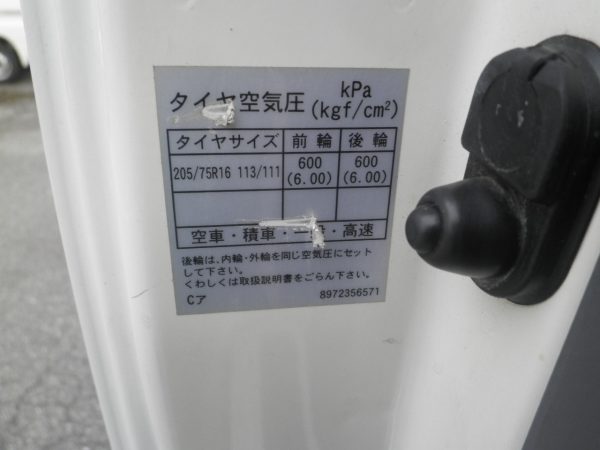 タイヤ空気圧 kPa
(kgf/cm²)
タイヤサイズ 前輪 後輪
205/75R16 113/111 600 600
(6.00) (6.00)
空車・積車・一般・高速
後輪は、内輪・外輪を同じ空気圧にセット
して下さい。
くわしくは取扱説明書をごらん下さい。
Cア 8972356571